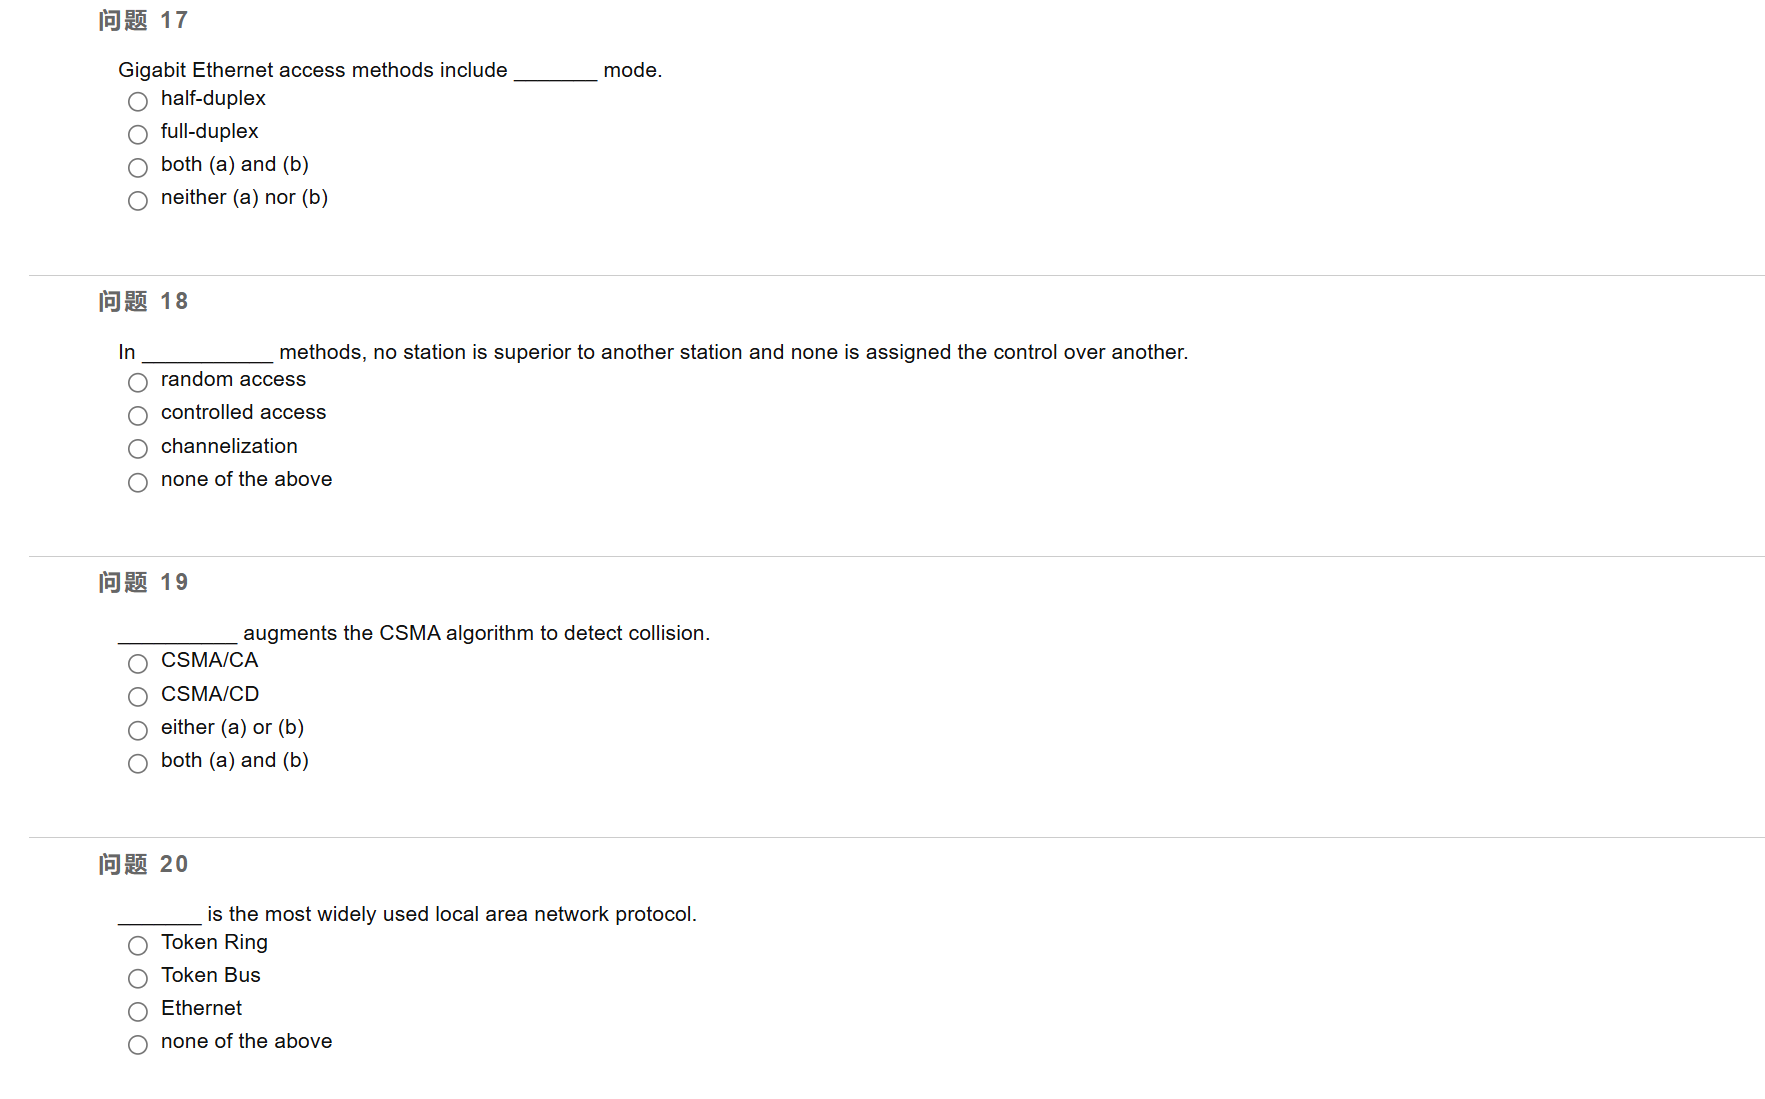 问题 17
Gigabit Ethernet access methods include _______ mode.
half-duplex
full-duplex
both (a) and (b)
neither (a) nor (b)
问题 18
In ___________ methods, no station is superior to another station and none is assigned the control over another.
random access
controlled access
channelization
none of the above
问题 19
__________ augments the CSMA algorithm to detect collision.
CSMA/CA
CSMA/CD
either (a) or (b)
both (a) and (b)
问题 20
_______ is the most widely used local area network protocol.
Token Ring
Token Bus
Ethernet
none of the above